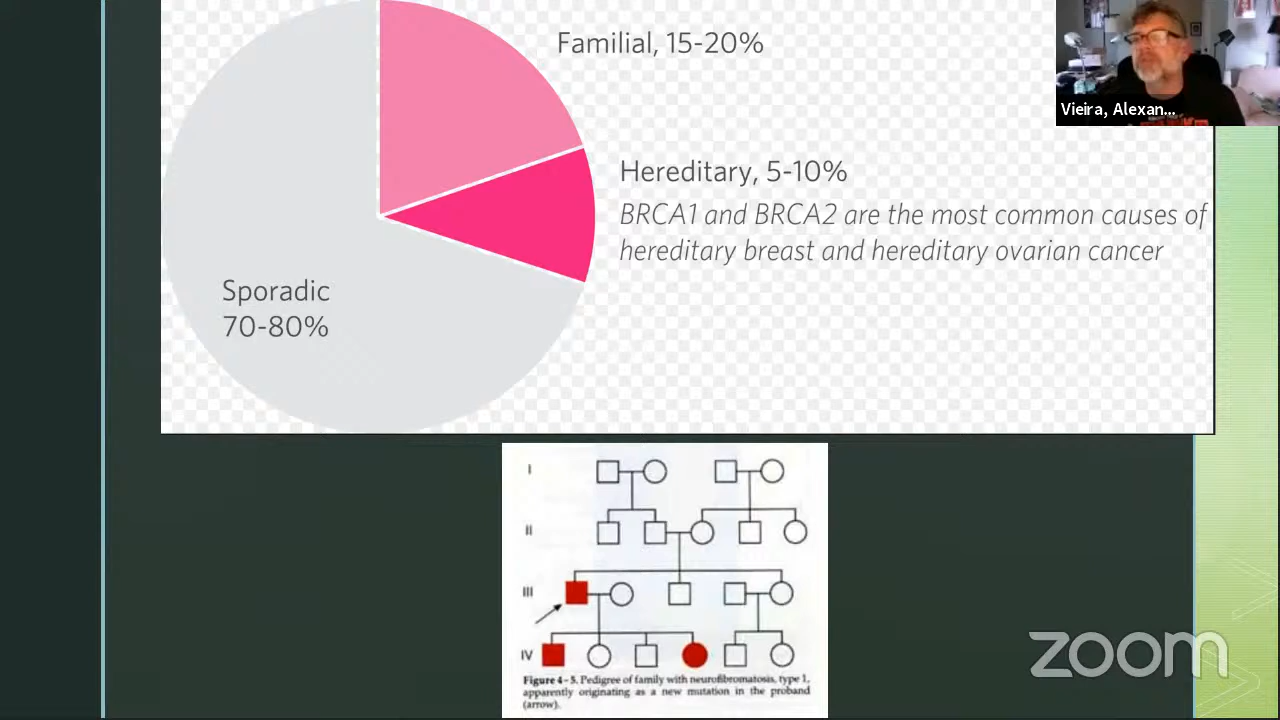 Familial, 15-20%
Vieira, Alexan...
Hereditary, 5-10%
BRCA1 and BRCA2 are the most common causes of
hereditary breast and hereditary ovarian cancer
Sporadic
70-80%
I
II
III
IV
Figure 4-5. Pedigree of family with neurofibromatosis, type 1,
apparently originating as a new mutation in the proband
(arrow).
zoom